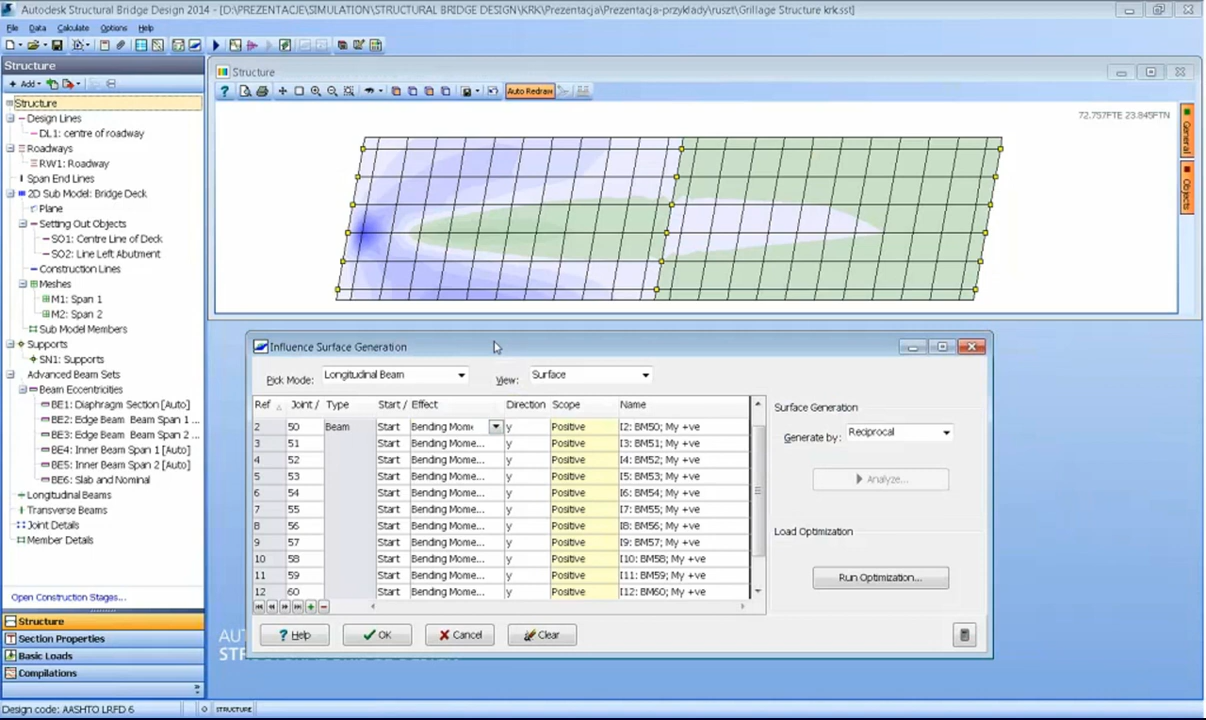 Autodesk Structural Bridge Design 2014 - [D:\PREZENTACJE\SIMULATION\STRUCTURAL BRIDGE DESIGN\KRK\Prezentacja\Prezentacja-przyklady\ruszt\Grillage Structure krk.sst]
File Data Calculate Options Help
Structure
Add
Structure
Design Lines
DL1: centre of roadway
Roadways
RW1: Roadway
Span End Lines
2D Sub Model: Bridge Deck
Plane
Setting Out Objects
SO1: Centre Line of Deck
SO2: Line Left Abutment
Construction Lines
Meshes
M1: Span 1
M2: Span 2
Sub Model Members
Supports
SN1: Supports
Advanced Beam Sets
Beam Eccentricities
BE1: Diaphragm Section [Auto]
BE2: Edge Beam Beam Span 1 ...
BE3: Edge Beam Span 2 ...
BE4: Inner Beam Span 1 [Auto]
BE5: Inner Beam Span 2 [Auto]
BE6: Slab and Nominal
Longitudinal Beams
Transverse Beams
Joint Details
Member Details
Open Construction Stages...
Structure
Section Properties
Basic Loads
Compilations
Design code: AASHTO LRFD 6
STRUCTURE
Structure
Auto Redraw
72.757FTE 23.845FTN
General
Objects
Influence Surface Generation
Pick Mode: Longitudinal Beam View: Surface
Ref Joint / Type Start / Effect Direction Scope Name
2 50 Beam Start Bending Mome y Positive I2: BM50; My +ve
3 51 Start Bending Mome... y Positive I3: BM51; My +ve
4 52 Start Bending Mome... y Positive I4: BM52; My +ve
5 53 Start Bending Mome... y Positive I5: BM53; My +ve
6 54 Start Bending Mome... y Positive I6: BM54; My +ve
7 55 Start Bending Mome... y Positive I7: BM55; My +ve
8 56 Start Bending Mome... y Positive I8: BM56; My +ve
9 57 Start Bending Mome... y Positive I9: BM57; My +ve
10 58 Start Bending Mome... y Positive I10: BM58; My +ve
11 59 Start Bending Mome... y Positive I11: BM59; My +ve
12 60 Start Bending Mome... y Positive I12: BM60; My +ve
Surface Generation
Generate by: Reciprocal
Analyze...
Load Optimization
Run Optimization...
Help OK Cancel Clear